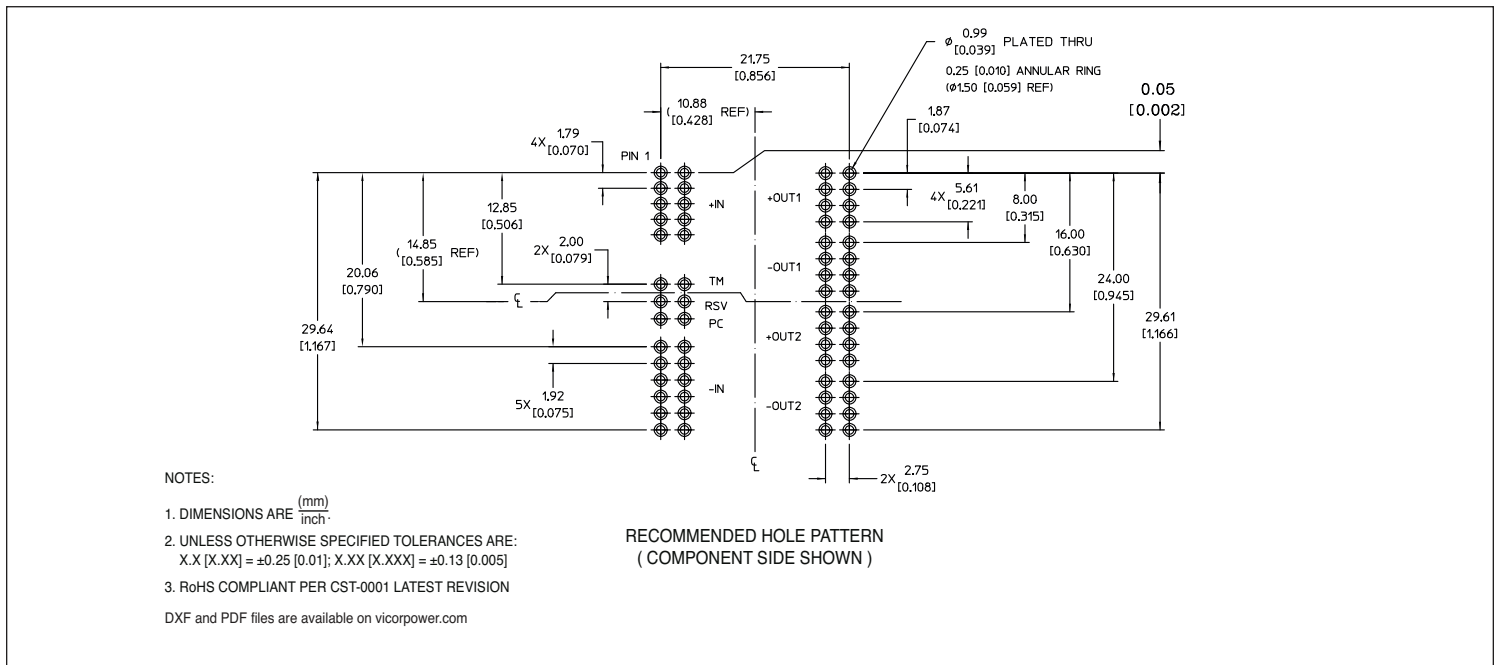 ø 0.99 [0.039] PLATED THRU
0.25 [0.010] ANNULAR RING
(ø1.50 [0.059] REF)
21.75
[0.856]
0.05
[0.002]
( 10.88 [0.428] REF)
1.87
[0.074]
4X 1.79 [0.070]
PIN 1
+IN
+OUT1
4X 5.61 [0.221]
8.00
[0.315]
12.85
[0.506]
( 14.85 [0.585] REF)
2X 2.00 [0.079]
16.00
[0.630]
20.06
[0.790]
-OUT1
TM
24.00
[0.945]
℄
RSV
PC
29.64
[1.167]
29.61
[1.166]
+OUT2
-IN
5X 1.92 [0.075]
-OUT2
℄
2X 2.75 [0.108]
NOTES:
1. DIMENSIONS ARE (mm) inch.
2. UNLESS OTHERWISE SPECIFIED TOLERANCES ARE:
X.X [X.XX] = ±0.25 [0.01]; X.XX [X.XXX] = ±0.13 [0.005]
3. RoHS COMPLIANT PER CST-0001 LATEST REVISION
DXF and PDF files are available on vicorpower.com
RECOMMENDED HOLE PATTERN
( COMPONENT SIDE SHOWN )